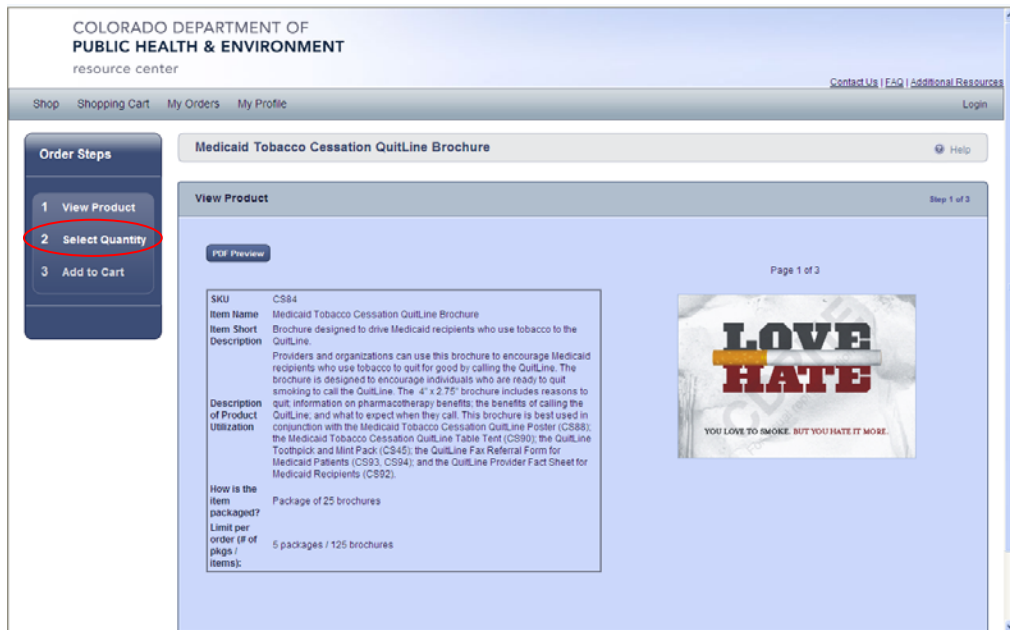 COLORADO DEPARTMENT OF
PUBLIC HEALTH & ENVIRONMENT
resource center
Contact Us | FAQ | Additional Resources
Shop Shopping Cart My Orders My Profile Login
Order Steps
1 View Product
2 Select Quantity
3 Add to Cart
Medicaid Tobacco Cessation QuitLine Brochure
Help
View Product
Step 1 of 3
PDF Preview
SKU CS84
Item Name Medicaid Tobacco Cessation QuitLine Brochure
Item Short Description Brochure designed to drive Medicaid recipients who use tobacco to the
QuitLine.
Providers and organizations can use this brochure to encourage Medicaid
recipients who use tobacco to quit for good by calling the QuitLine. The
brochure is designed to encourage individuals who are ready to quit
smoking to call the QuitLine. The 4" x 2.75" brochure includes reasons to
Description quit; information on pharmacotherapy benefits; the benefits of calling the
of Product QuitLine; and what to expect when they call. This brochure is best used in
Utilization conjunction with the Medicaid Tobacco Cessation QuitLine Poster (CS88);
the Medicaid Tobacco Cessation QuitLine Table Tent (CS90); the QuitLine
Toothpick and Mint Pack (CS45); the QuitLine Fax Referral Form for
Medicaid Patients (CS93, CS94); and the QuitLine Provider Fact Sheet for
Medicaid Recipients (CS92).
How is the
item Package of 25 brochures
packaged?
Limit per
order (# of
pkgs / 5 packages / 125 brochures
items):
Page 1 of 3
LOVE
HATE
YOU LOVE TO SMOKE. BUT YOU HATE IT MORE.